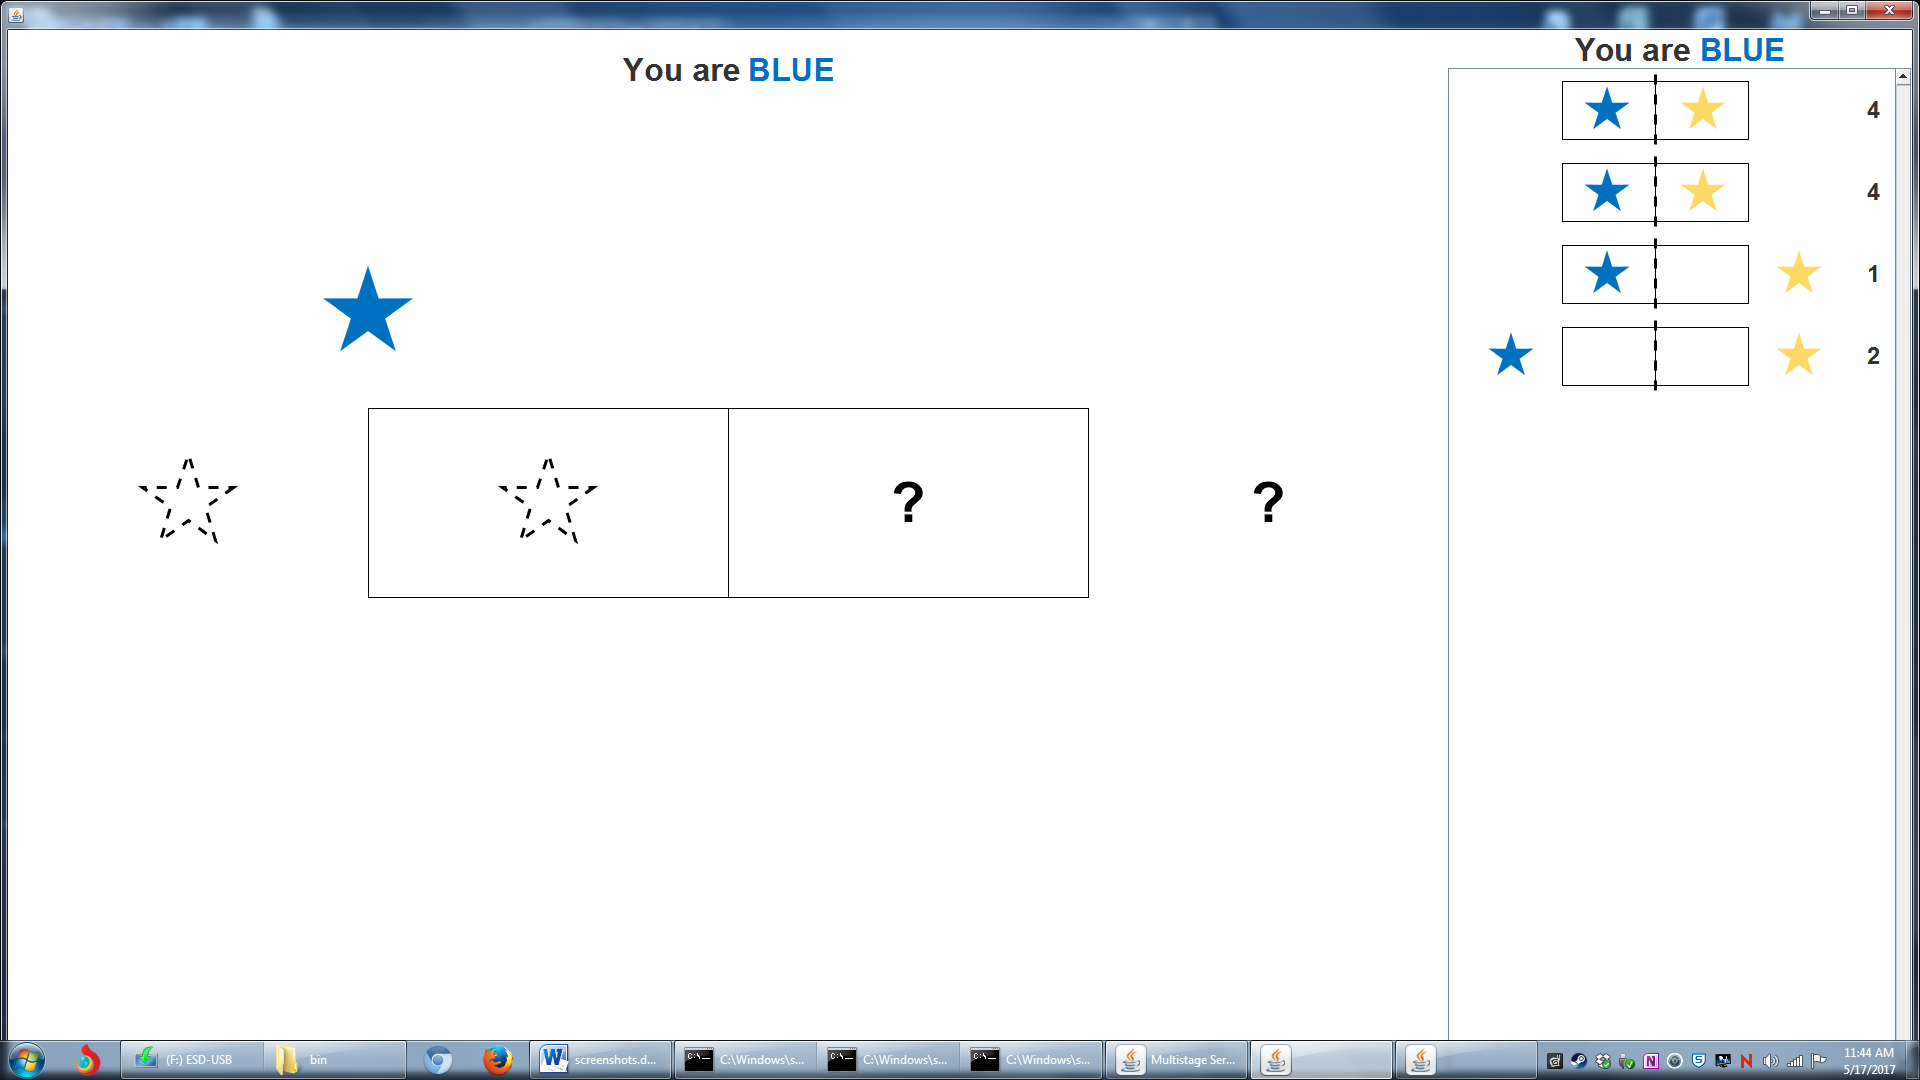 You are BLUE
You are BLUE
4
4
1
2
? ?
(F:) ESD-USB
bin
screenshots.d...
C:\Windows\s...
C:\Windows\s...
C:\Windows\s...
Multistage Ser...
11:44 AM
5/17/2017